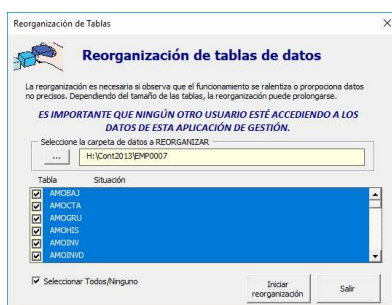 Reorganización de Tablas
Reorganización de tablas de datos
La reorganización es necesaria si observa que el funcionamiento se ralentiza o prorpociona datos
no precisos. Dependiendo del tamaño de las tablas, la reorganización puede prolongarse.
ES IMPORTANTE QUE NINGÚN OTRO USUARIO ESTÉ ACCEDIENDO A LOS
DATOS DE ESTA APLICACIÓN DE GESTIÓN.
Seleccione la carpeta de datos a REORGANIZAR
... H:\Cont2013\EMP0007
Tabla Situación
AMOBAJ
AMOCTA
AMOGRU
AMOHIS
AMOINV
AMOINVD
Seleccionar Todos/Ninguno
Iniciar
reorganización
Salir